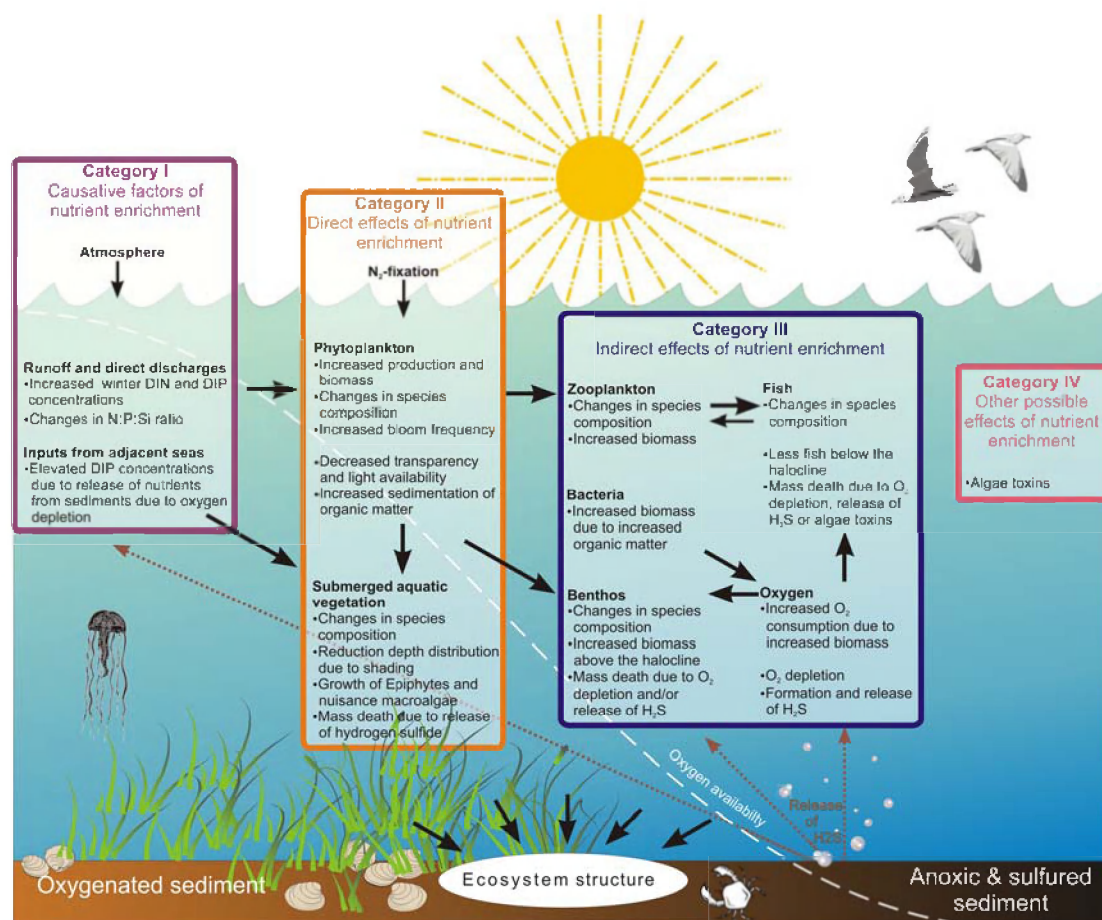 Category I
Causative factors of
nutrient enrichment
Atmosphere
Runoff and direct discharges
•Increased winter DIN and DIP
concentrations
•Changes in N:P:Si ratio
Inputs from adjacent seas
•Elevated DIP concentrations
due to release of nutrients
from sediments due to oxygen
depletion
Category II
Direct effects of nutrient
enrichment
N₂-fixation
Phytoplankton
•Increased production and
biomass
•Changes in species
composition
•Increased bloom frequency
•Decreased transparency
and light availability
•Increased sedimentation of
organic matter
Submerged aquatic
vegetation
•Changes in species
composition
•Reduction depth distribution
due to shading
•Growth of Epiphytes and
nuisance macroalgae
•Mass death due to release
of hydrogen sulfide
Category III
Indirect effects of nutrient enrichment
Zooplankton
•Changes in species
composition
•Increased biomass
Bacteria
•Increased biomass
due to increased
organic matter
Benthos
•Changes in species
composition
•Increased biomass
above the halocline
•Mass death due to O₂
depletion and/or
release of H₂S
Fish
•Changes in species
composition
•Less fish below the
halocline
•Mass death due to O₂
depletion, release of
H₂S or algae toxins
Oxygen
•Increased O₂
consumption due to
increased biomass
•O₂ depletion
•Formation and release
of H₂S
Category IV
Other possible
effects of nutrient
enrichment
•Algae toxins
Oxygen availabilty
Release
of
H2S
Oxygenated sediment
Ecosystem structure
Anoxic & sulfured
sediment